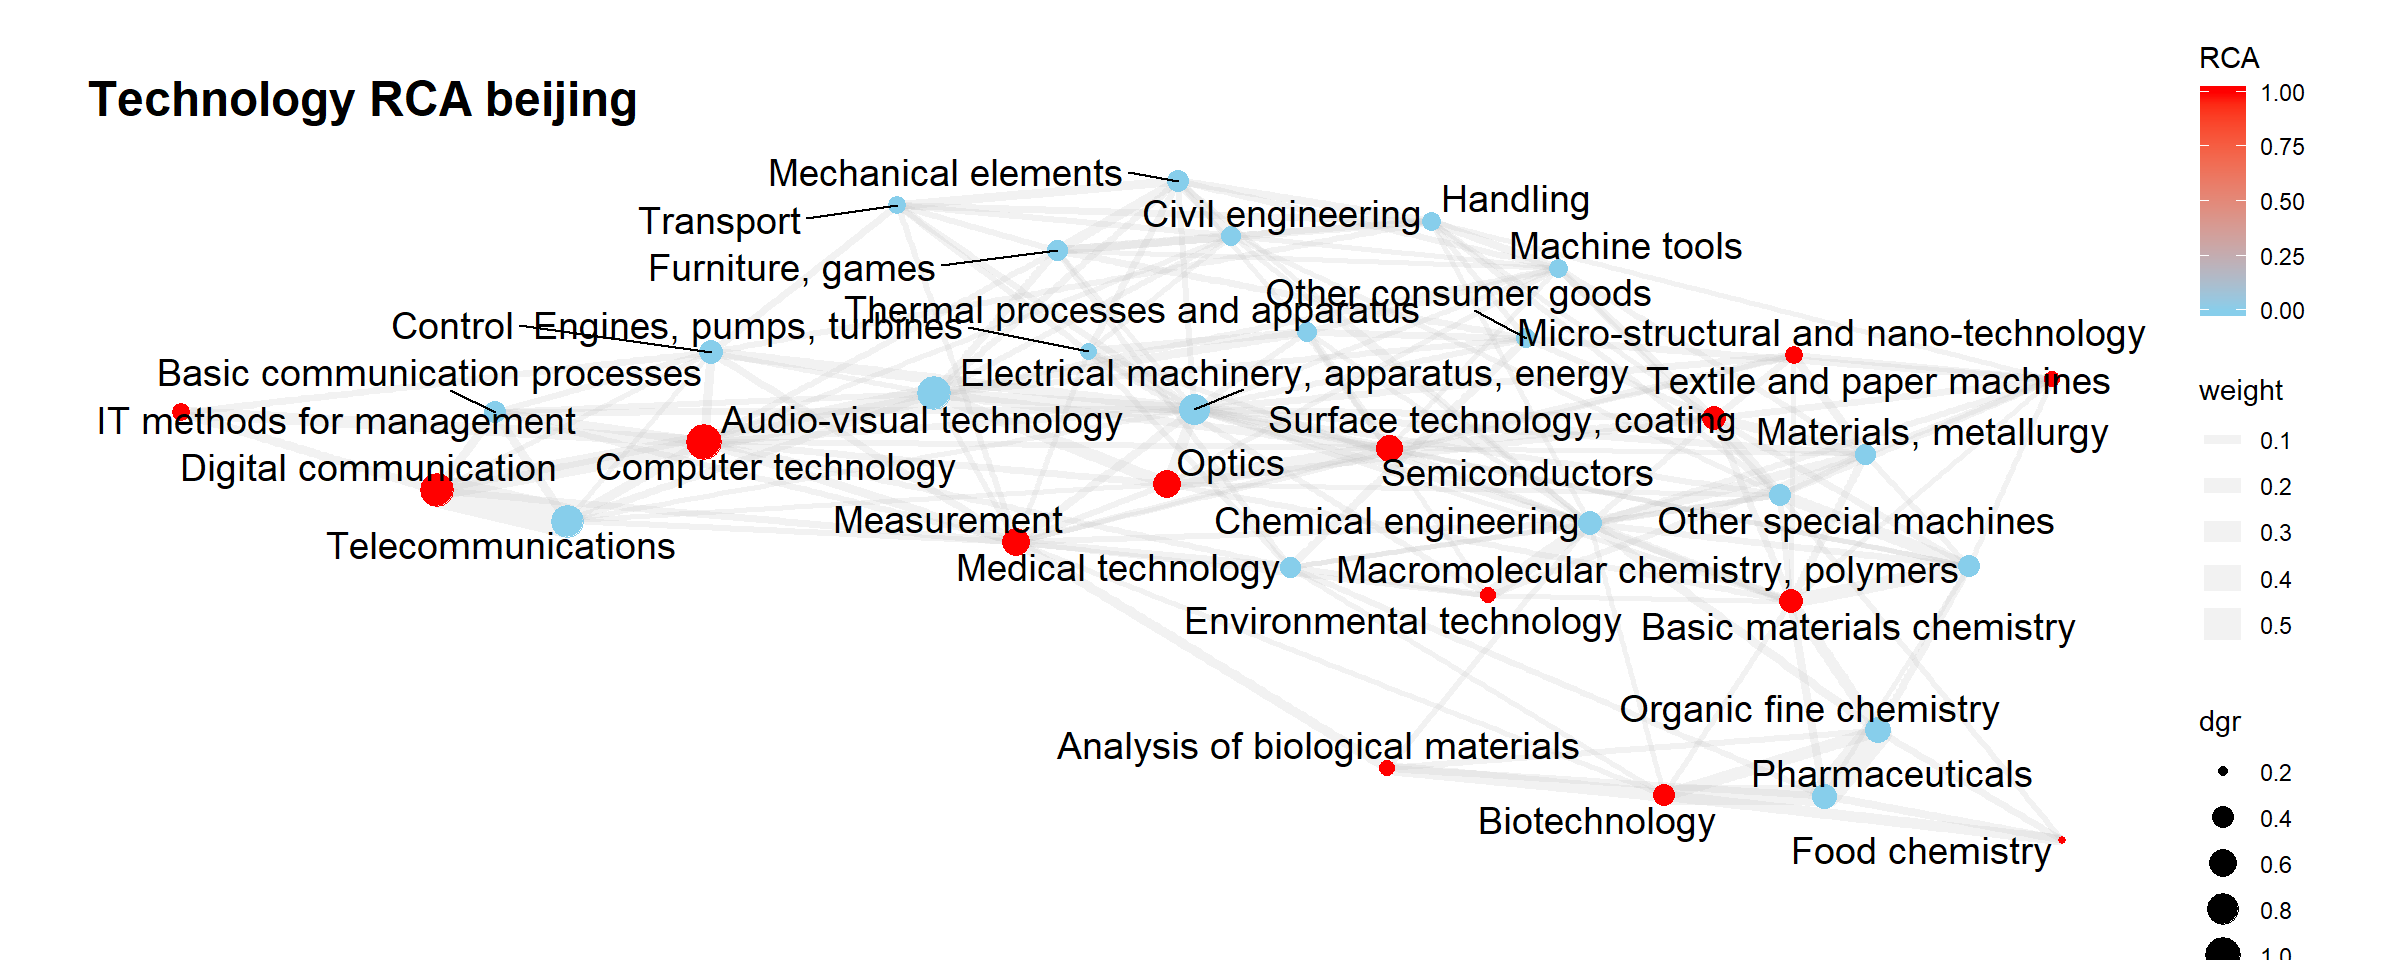 Technology RCA beijing
Mechanical elements
Transport
Handling
Civil engineering
Furniture, games
Machine tools
Other consumer goods
Thermal processes and apparatus
Control
Engines, pumps, turbines
Micro-structural and nano-technology
Basic communication processes
Electrical machinery, apparatus, energy
Textile and paper machines
IT methods for management
Audio-visual technology
Surface technology, coating
Materials, metallurgy
Digital communication
Computer technology
Optics
Semiconductors
Measurement
Chemical engineering
Other special machines
Telecommunications
Medical technology
Macromolecular chemistry, polymers
Environmental technology
Basic materials chemistry
Organic fine chemistry
Analysis of biological materials
Pharmaceuticals
Biotechnology
Food chemistry
RCA
1.00
0.75
0.50
0.25
0.00
weight
0.1
0.2
0.3
0.4
0.5
dgr
0.2
0.4
0.6
0.8
1.0